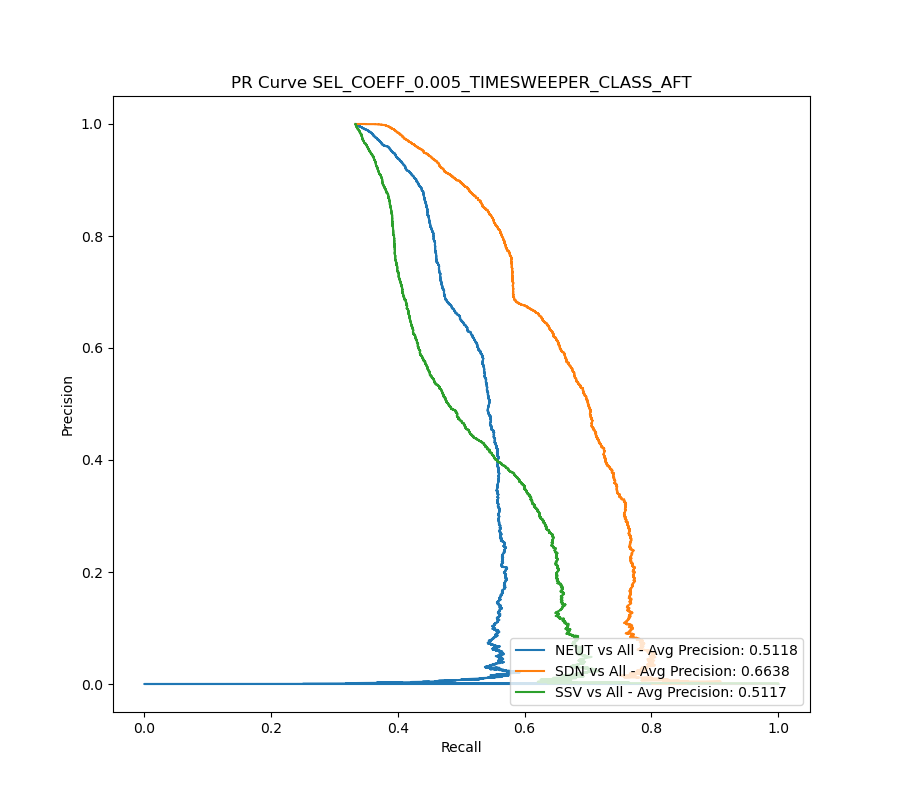 PR Curve SEL_COEFF_0.005_TIMESWEEPER_CLASS_AFT
1.0
0.8
0.6
0.4
0.2
0.0
Precision
NEUT vs All - Avg Precision: 0.5118
SDN vs All - Avg Precision: 0.6638
SSV vs All - Avg Precision: 0.5117
0.0 0.2 0.4 0.6 0.8 1.0
Recall